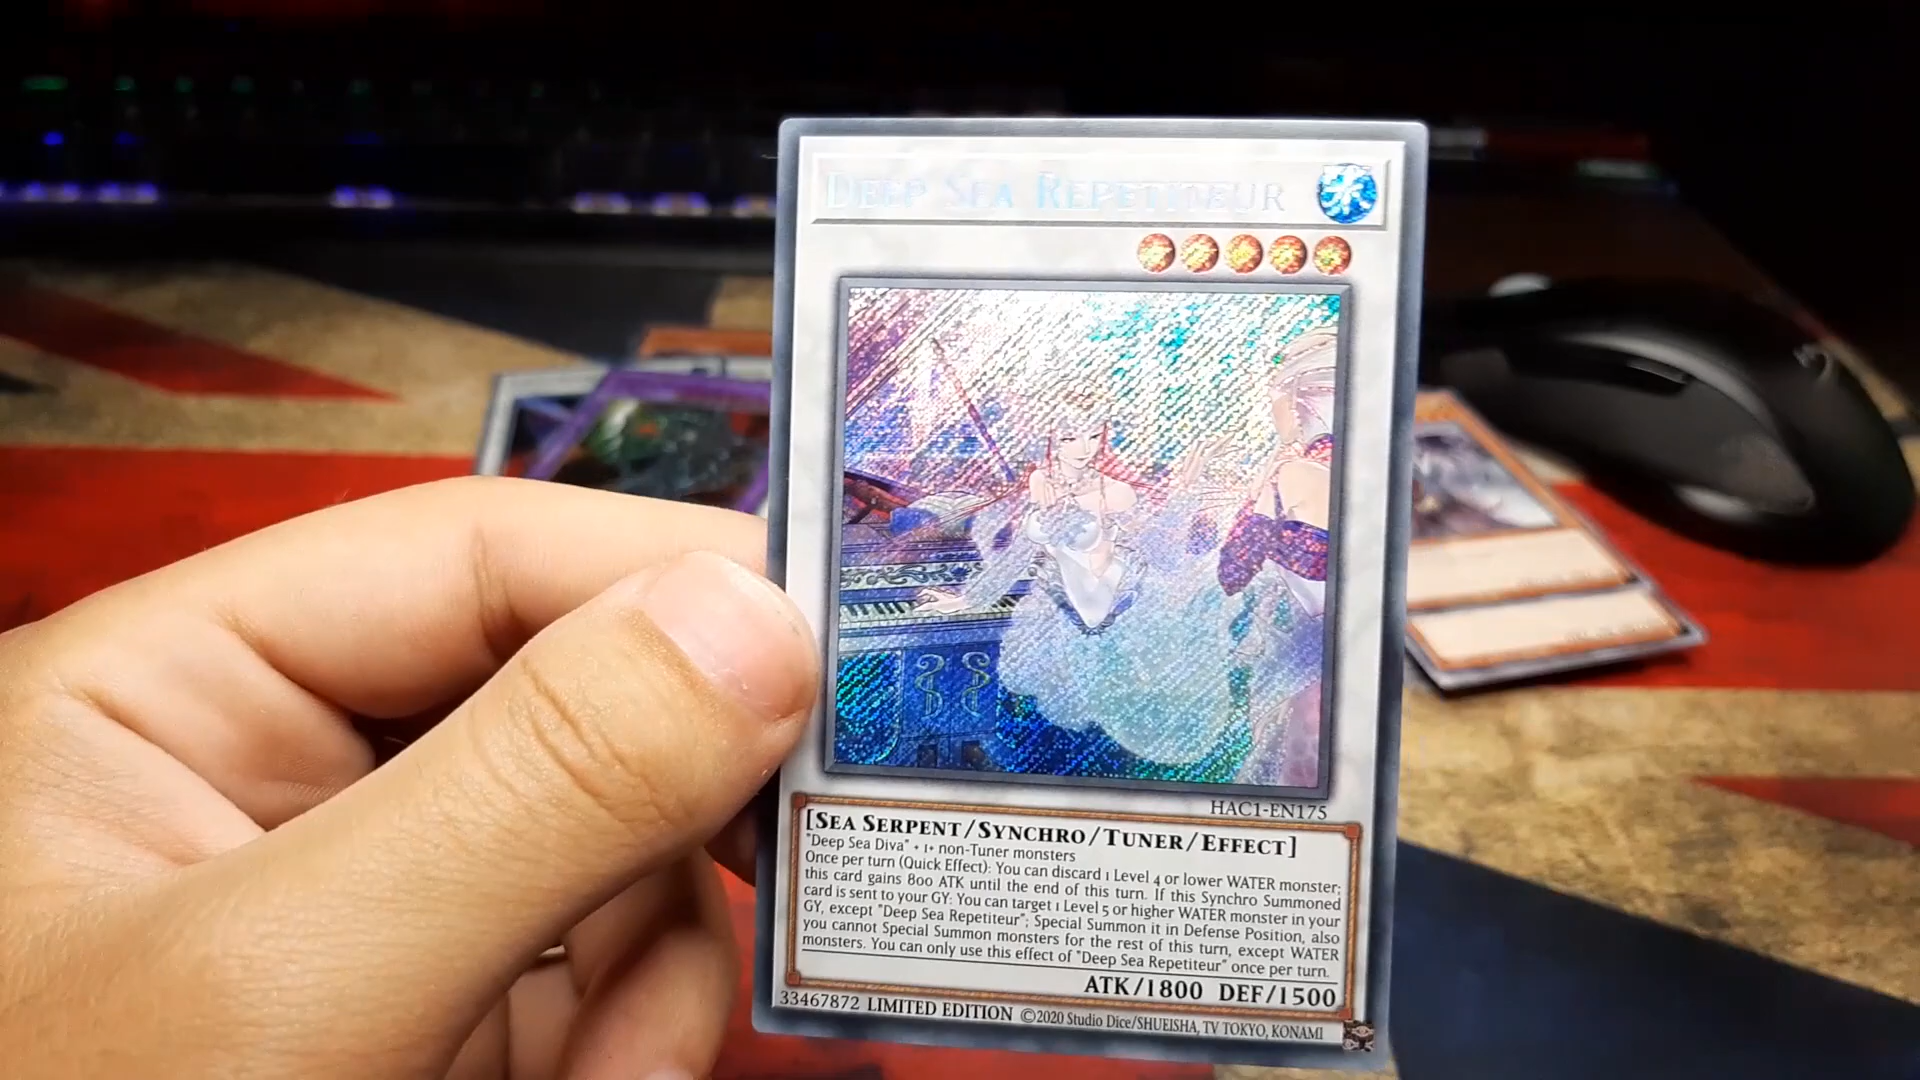 Deep Sea Repetiteur
HAC1-EN175
[Sea Serpent/Synchro/Tuner/Effect]
"Deep Sea Diva" + 1+ non-Tuner monsters
Once per turn (Quick Effect): You can discard 1 Level 4 or lower WATER monster;
this card gains 800 ATK until the end of this turn. If this Synchro Summoned
card is sent to your GY: You can target 1 Level 5 or higher WATER monster in your
GY, except "Deep Sea Repetiteur"; Special Summon it in Defense Position, also
you cannot Special Summon monsters for the rest of this turn, except WATER
monsters. You can only use this effect of "Deep Sea Repetiteur" once per turn.
ATK/1800 DEF/1500
33467872 LIMITED EDITION ©2020 Studio Dice/SHUEISHA, TV TOKYO, KONAMI